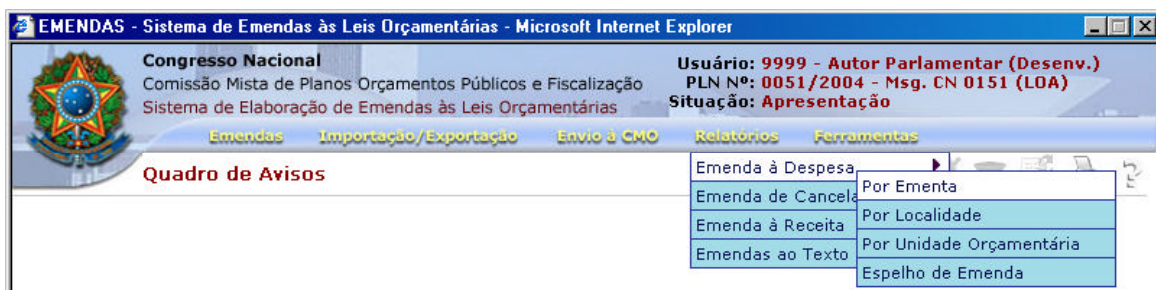 EMENDAS - Sistema de Emendas às Leis Orçamentárias - Microsoft Internet Explorer
Congresso Nacional
Comissão Mista de Planos Orçamentos Públicos e Fiscalização
Sistema de Elaboração de Emendas às Leis Orçamentárias
Usuário: 9999 - Autor Parlamentar (Desenv.)
PLN Nº: 0051/2004 - Msg. CN 0151 (LOA)
Situação: Apresentação
Emendas Importação/Exportação Envio à CMO Relatórios Ferramentas
Quadro de Avisos
Emenda à Despesa
Emenda de Cancela
Emenda à Receita
Emendas ao Texto
Por Ementa
Por Localidade
Por Unidade Orçamentária
Espelho de Emenda